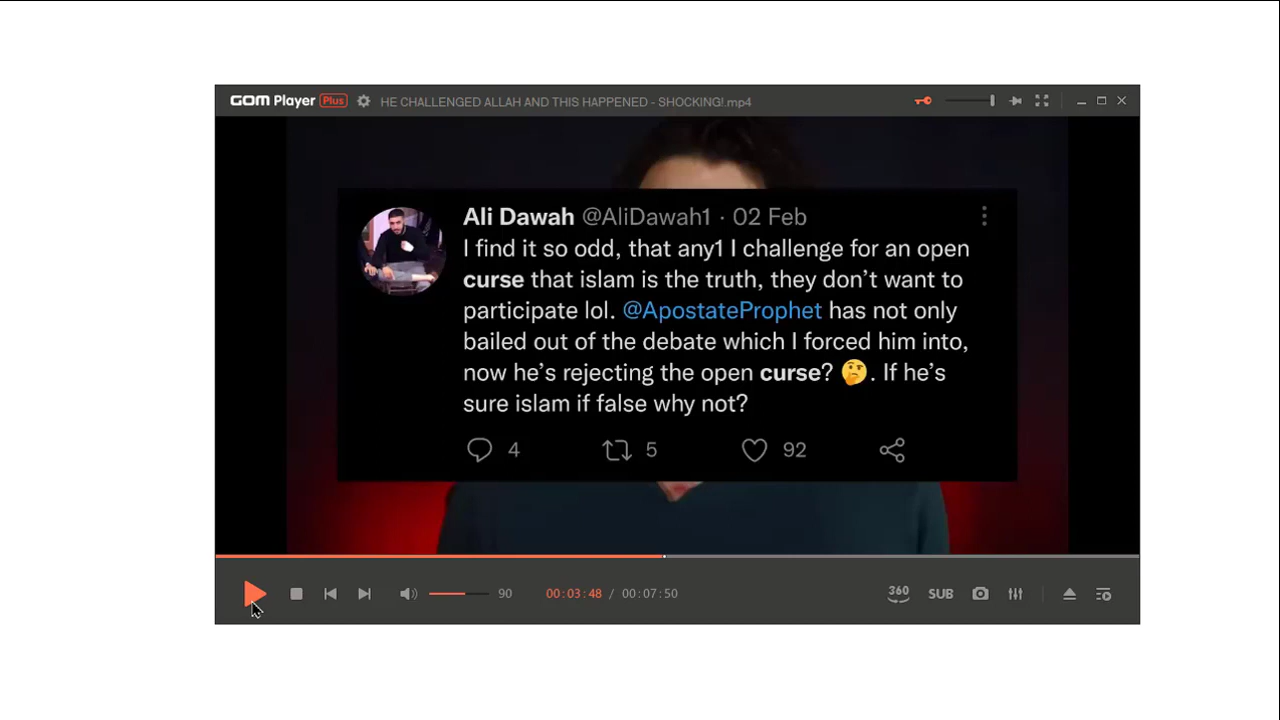 GOM Player Plus HE CHALLENGED ALLAH AND THIS HAPPENED - SHOCKING!.mp4
Ali Dawah @AliDawah1 · 02 Feb
I find it so odd, that any1 I challenge for an open
curse that islam is the truth, they don’t want to
participate lol. @ApostateProphet has not only
bailed out of the debate which I forced him into,
now he’s rejecting the open curse? 🤔. If he’s
sure islam if false why not?
4 5 92
90 00:03:48 / 00:07:50 360 SUB